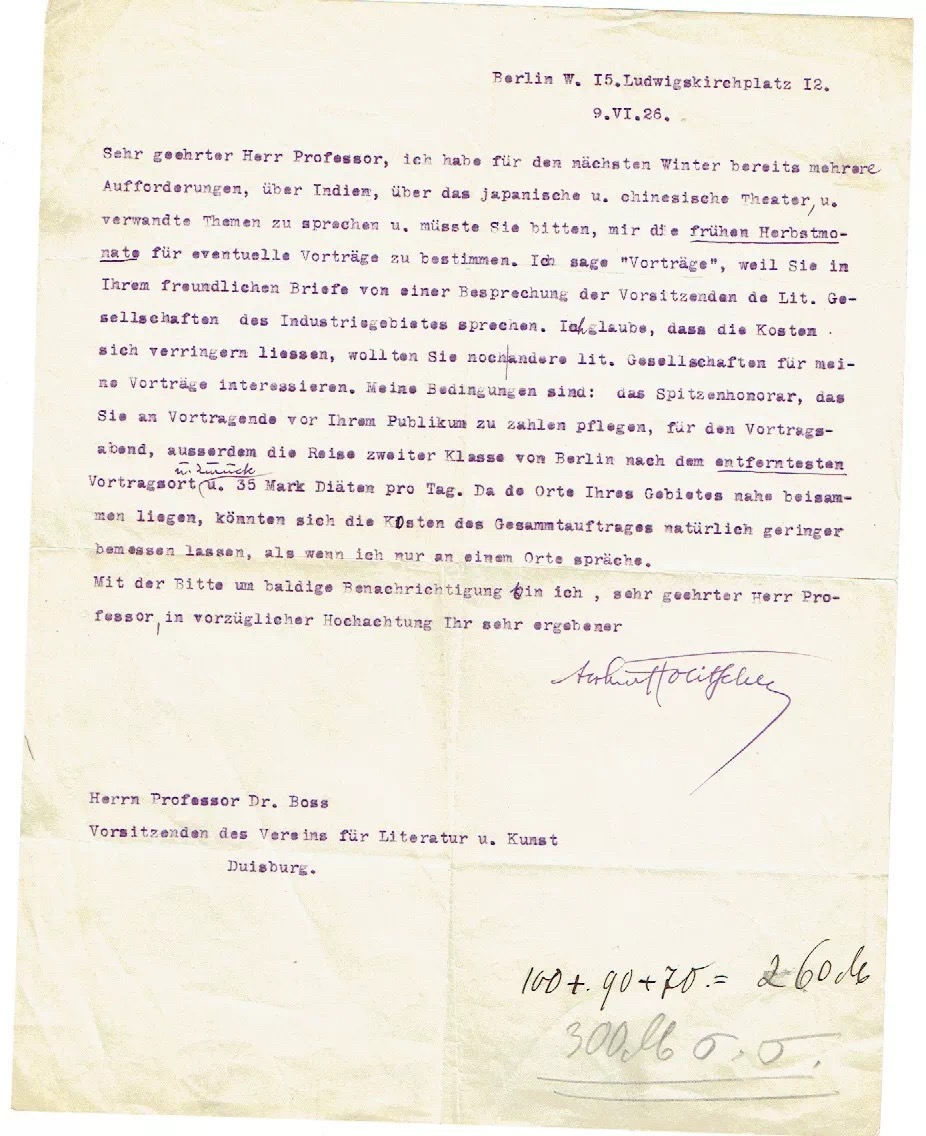 Berlin W. I5.Ludwigskirchplatz I2.
9.VI.26.
Sehr geehrter Herr Professor, ich habe für den nächsten Winter bereits mehrere
Aufforderungen, über Indien, über das japanische u. chinesische Theater, u.
verwandte Themen zu sprechen u. müsste Sie bitten, mir die frühen Herbstmo-
nate für eventuelle Vorträge zu bestimmen. Ich sage "Vorträge", weil Sie in
Ihrem freundlichen Briefe von einer Besprechung der Vorsitzenden de Lit. Ge-
sellschaften des Industriegebietes sprechen. Ich glaube, dass die Kosten
sich verringern liessen, wollten Sie noch andere lit. Gesellschaften für mei-
ne Vorträge interessieren. Meine Bedingungen sind: das Spitzenhonorar, das
Sie an Vortragende vor Ihrem Publikum zu zahlen pflegen, für den Vortrags-
abend, ausserdem die Reise zweiter Klasse von Berlin nach dem entferntesten
u. zurück
Vortragsort u. 35 Mark Diäten pro Tag. Da de Orte Ihres Gebietes nahe beisam-
men liegen, könnten sich die Kosten des Gesammtauftrages natürlich geringer
bemessen lassen, als wenn ich nur an einem Orte spräche.
Mit der Bitte um baldige Benachrichtigung bin ich , sehr geehrter Herr Pro-
fessor, in vorzüglicher Hochachtung Ihr sehr ergebener
Arthur Holitscher
Herrn Professor Dr. Boss
Vorsitzenden des Vereins für Literatur u. Kunst
Duisburg.
100 + 90 + 70 = 260 M
300 M